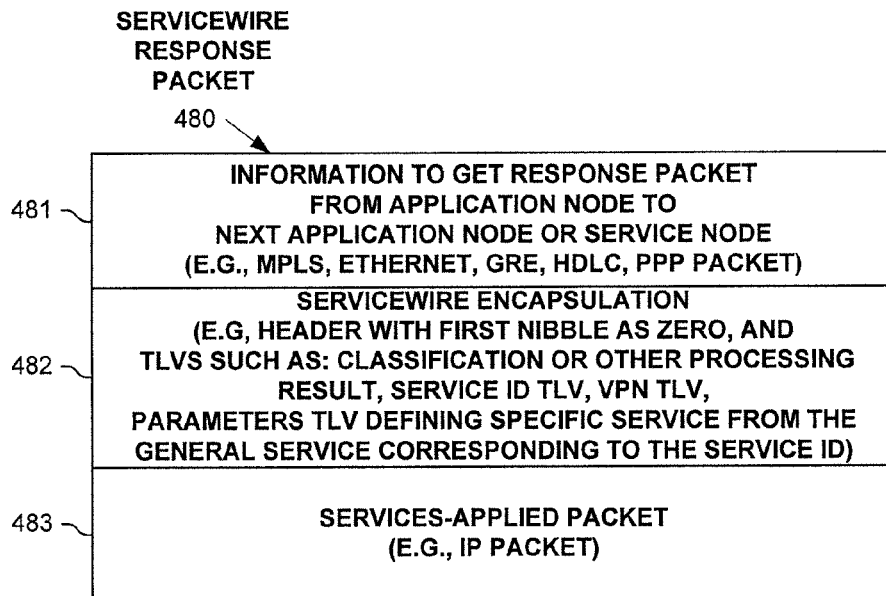 SERVICEWIRE
RESPONSE
PACKET
480
481
INFORMATION TO GET RESPONSE PACKET
FROM APPLICATION NODE TO
NEXT APPLICATION NODE OR SERVICE NODE
(E.G., MPLS, ETHERNET, GRE, HDLC, PPP PACKET)
482
SERVICEWIRE ENCAPSULATION
(E.G, HEADER WITH FIRST NIBBLE AS ZERO, AND
TLVS SUCH AS: CLASSIFICATION OR OTHER PROCESSING
RESULT, SERVICE ID TLV, VPN TLV,
PARAMETERS TLV DEFINING SPECIFIC SERVICE FROM THE
GENERAL SERVICE CORRESPONDING TO THE SERVICE ID)
483
SERVICES-APPLIED PACKET
(E.G., IP PACKET)